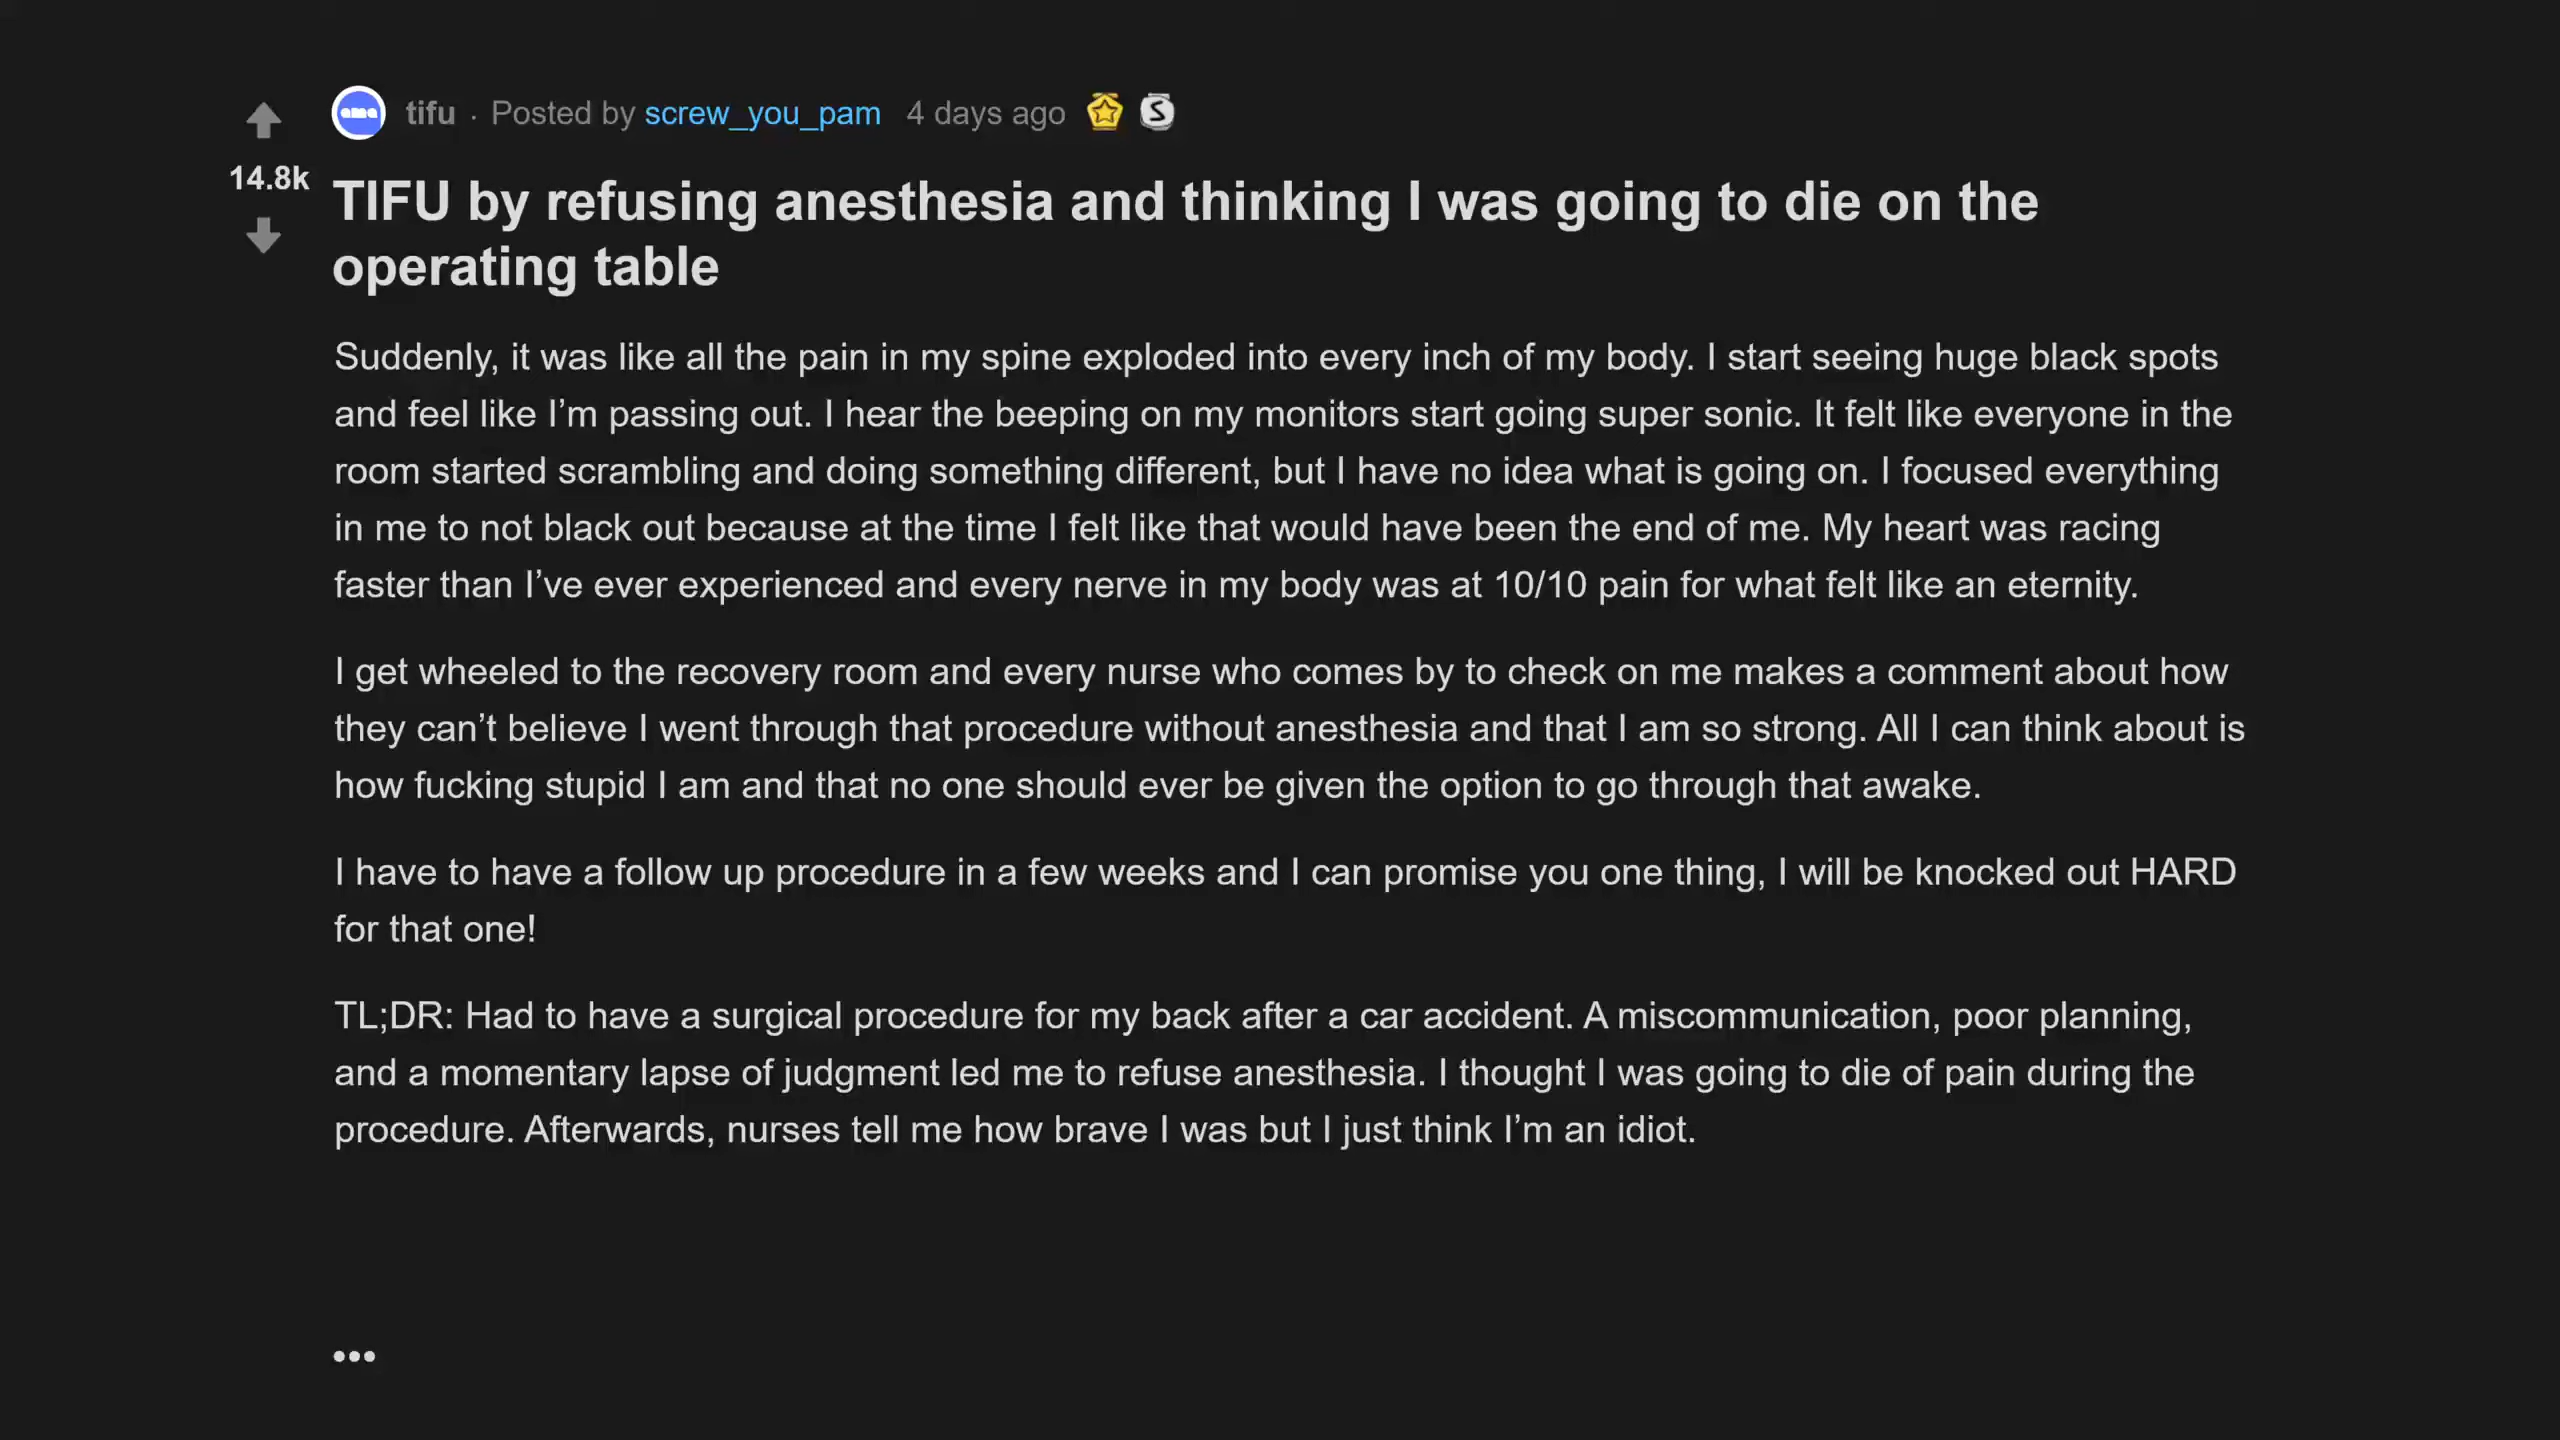 tifu · Posted by screw_you_pam 4 days ago
14.8k
TIFU by refusing anesthesia and thinking I was going to die on the
operating table
Suddenly, it was like all the pain in my spine exploded into every inch of my body. I start seeing huge black spots
and feel like I’m passing out. I hear the beeping on my monitors start going super sonic. It felt like everyone in the
room started scrambling and doing something different, but I have no idea what is going on. I focused everything
in me to not black out because at the time I felt like that would have been the end of me. My heart was racing
faster than I’ve ever experienced and every nerve in my body was at 10/10 pain for what felt like an eternity.
I get wheeled to the recovery room and every nurse who comes by to check on me makes a comment about how
they can’t believe I went through that procedure without anesthesia and that I am so strong. All I can think about is
how fucking stupid I am and that no one should ever be given the option to go through that awake.
I have to have a follow up procedure in a few weeks and I can promise you one thing, I will be knocked out HARD
for that one!
TL;DR: Had to have a surgical procedure for my back after a car accident. A miscommunication, poor planning,
and a momentary lapse of judgment led me to refuse anesthesia. I thought I was going to die of pain during the
procedure. Afterwards, nurses tell me how brave I was but I just think I’m an idiot.